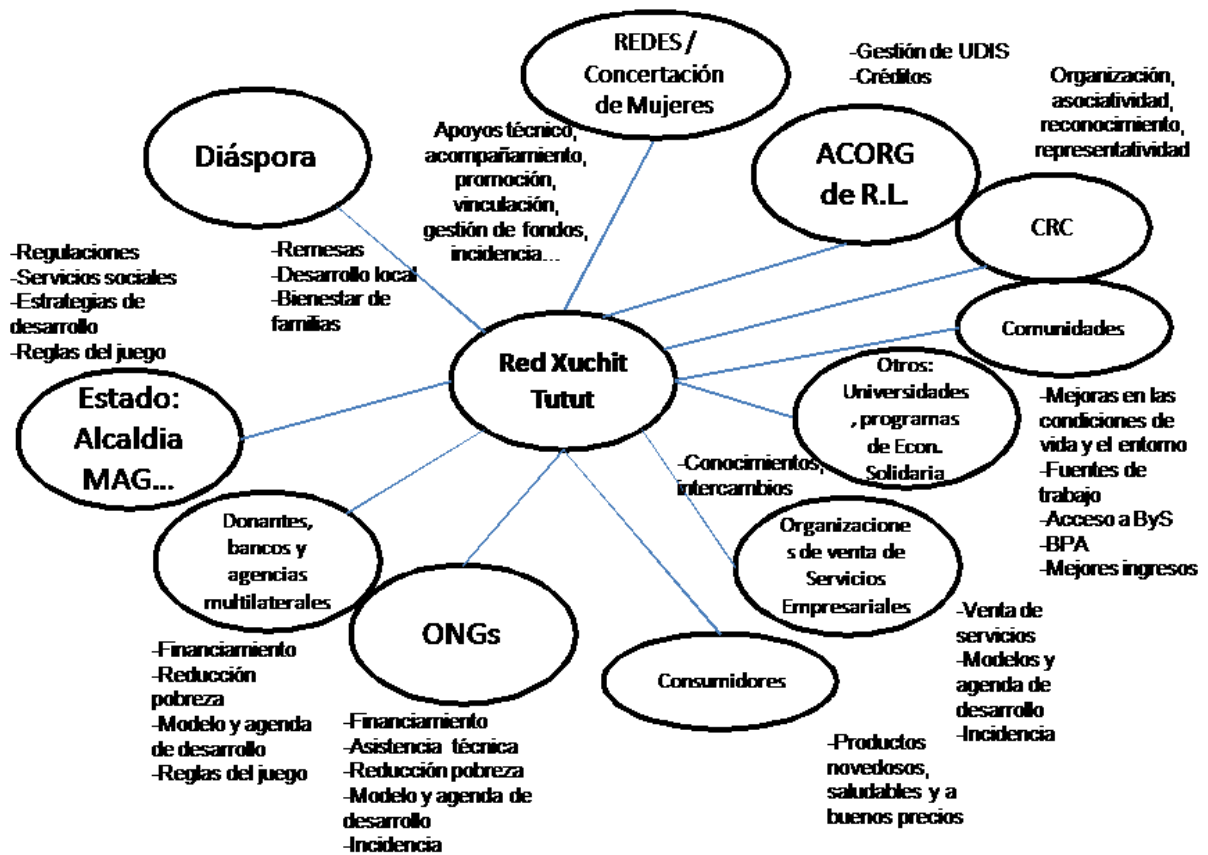 REDES /
Concertación
de Mujeres
-Gestión de UDIS
-Créditos
Organización,
asociatividad,
reconocimiento,
representatividad
Diáspora
Apoyos técnico,
acompañamiento,
promoción,
vinculación,
gestión de fondos,
incidencia...
ACORG
de R.L.
CRC
-Regulaciones
-Servicios sociales
-Estrategias de
desarrollo
-Reglas del juego
-Remesas
-Desarrollo local
-Bienestar de
familias
Comunidades
Red Xuchit
Tutut
Otros:
Universidades
, programas
de Econ.
Solidaria
Estado:
Alcaldia
MAG...
-Mejoras en las
condiciones de
vida y el entorno
-Fuentes de
trabajo
-Acceso a ByS
-BPA
-Mejores ingresos
-Conocimientos,
intercambios
Donantes,
bancos y
agencias
multilaterales
Organizacione
s de venta de
Servicios
Empresariales
ONGs
Consumidores
-Venta de
servicios
-Modelos y
agenda de
desarrollo
-Incidencia
-Financiamiento
-Reducción
pobreza
-Modelo y agenda
de desarrollo
-Reglas del juego
-Financiamiento
-Asistencia técnica
-Reducción pobreza
-Modelo y agenda de
desarrollo
-Incidencia
-Productos
novedosos,
saludables y a
buenos precios